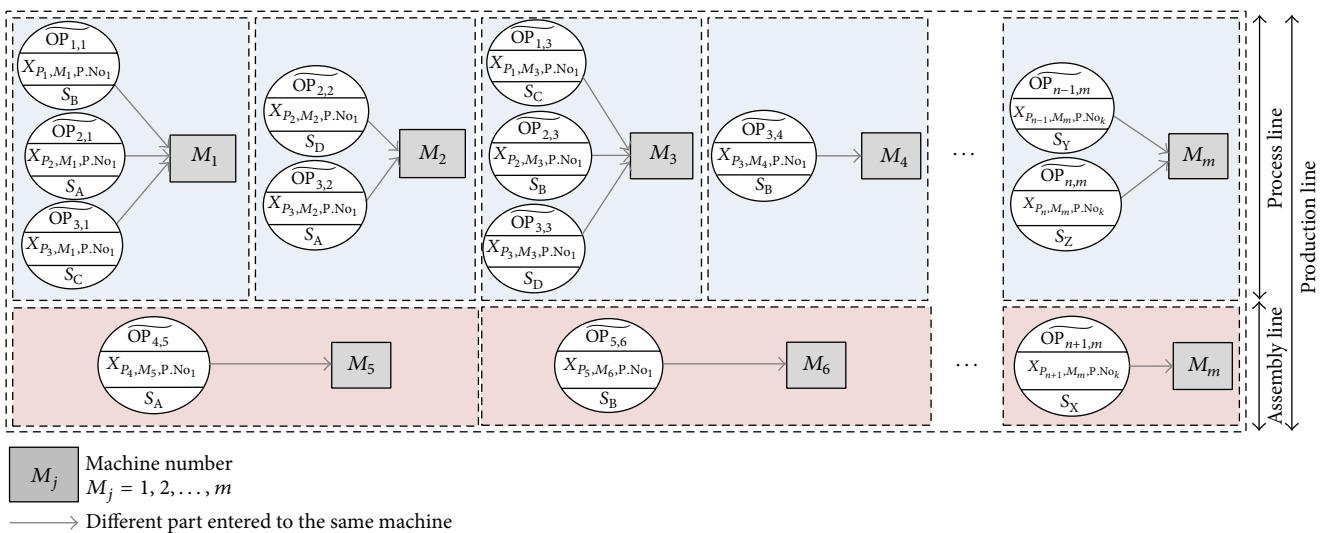 OP1,1
XP1,M1,P.No1
SB
OP2,1
XP2,M1,P.No1
SA
OP3,1
XP3,M1,P.No1
SC
M1
OP2,2
XP2,M2,P.No1
SD
OP3,2
XP3,M2,P.No1
SA
M2
OP1,3
XP1,M3,P.No1
SC
OP2,3
XP2,M3,P.No1
SB
OP3,3
XP3,M3,P.No1
SD
M3
OP3,4
XP3,M4,P.No1
SB
M4
...
OPn−1,m
XPn−1,Mm,P.Nok
SY
OPn,m
XPn,Mm,P.Nok
SZ
Mm
Process line
Production line
OP4,5
XP4,M5,P.No1
SA
M5
OP5,6
XP5,M6,P.No1
SB
M6
...
OPn+1,m
XPn+1,Mm,P.Nok
SX
Mm
Assembly line
Mj
Machine number
Mj = 1, 2, . . . , m
Different part entered to the same machine